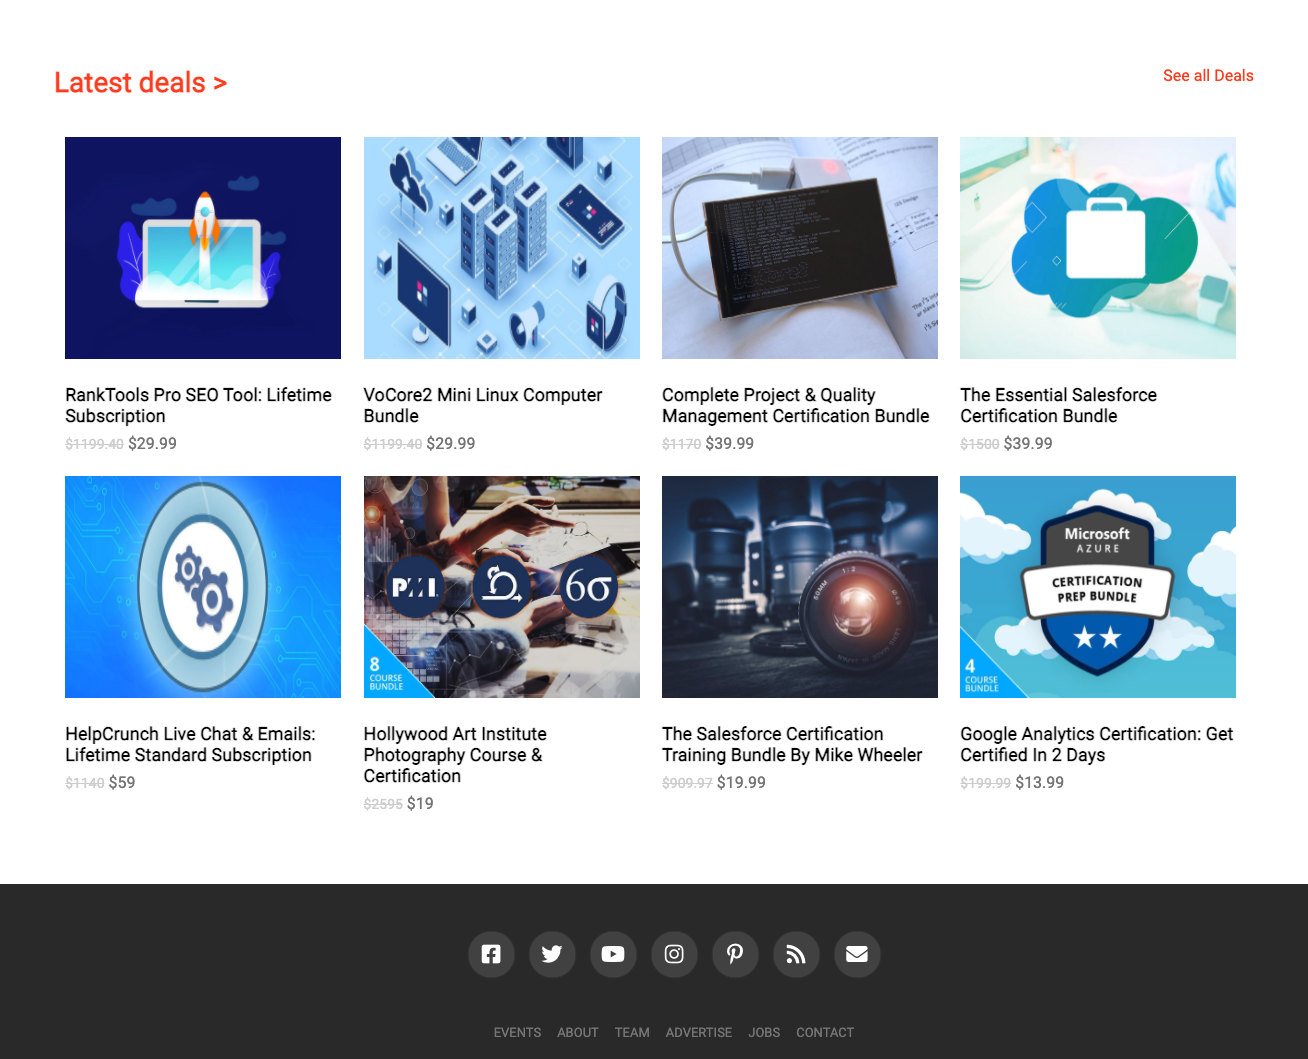 Latest deals >
See all Deals
RankTools Pro SEO Tool: Lifetime
Subscription
$1199.40 $29.99
VoCore2 Mini Linux Computer
Bundle
$1199.40 $29.99
Complete Project & Quality
Management Certification Bundle
$1170 $39.99
The Essential Salesforce
Certification Bundle
$1500 $39.99
HelpCrunch Live Chat & Emails:
Lifetime Standard Subscription
$1140 $59
PMI
6σ
8
COURSE
BUNDLE
Hollywood Art Institute
Photography Course &
Certification
$2595 $19
50MM 1:2
The Salesforce Certification
Training Bundle By Mike Wheeler
$909.97 $19.99
Microsoft
AZURE
CERTIFICATION
PREP BUNDLE
4
COURSE
BUNDLE
Google Analytics Certification: Get
Certified In 2 Days
$199.99 $13.99
EVENTS ABOUT TEAM ADVERTISE JOBS CONTACT